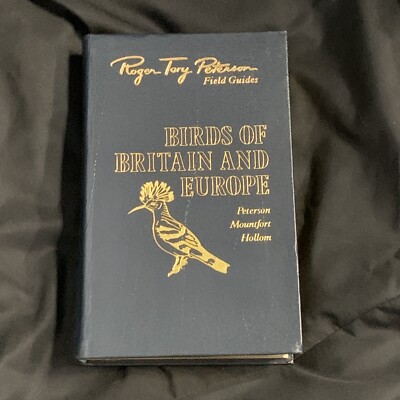 Roger Tory Peterson
Field Guides
BIRDS OF
BRITAIN AND
EUROPE
Peterson
Mountfort
Hollom